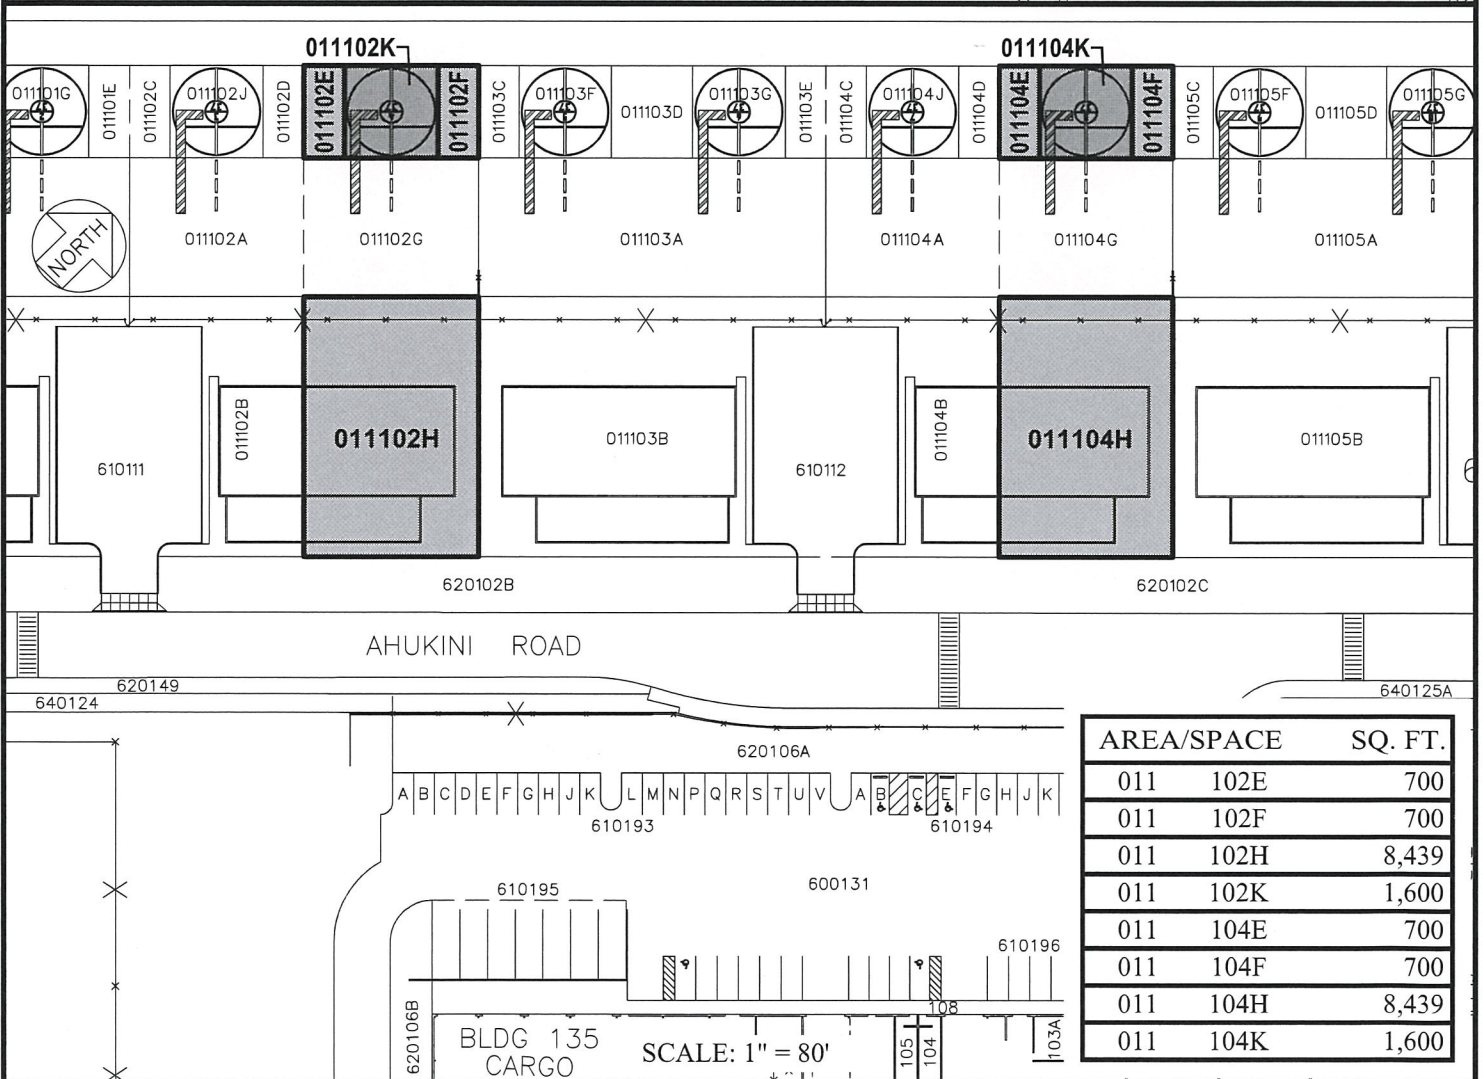 011102K
011104K
011101G
011101E
011102C
011102J
011102D
011102E
011102F
011103C
011103F
011103D
011103G
011103E
011104C
011104J
011104D
011104E
011104F
011105C
011105F
011105D
011105G
NORTH
011102A
011102G
011103A
011104A
011104G
011105A
610111
011102B
011102H
011103B
610112
011104B
011104H
011105B
620102B
620102C
AHUKINI ROAD
620149
640124
640125A
620106A
A B C D E F G H J K L M N P Q R S T U V A B C E F G H J K
610193
610194
610195
600131
610196
620106B
BLDG 135
CARGO
SCALE: 1" = 80'
108
105
104
103A
AREA/SPACE SQ. FT.
011 102E 700
011 102F 700
011 102H 8,439
011 102K 1,600
011 104E 700
011 104F 700
011 104H 8,439
011 104K 1,600